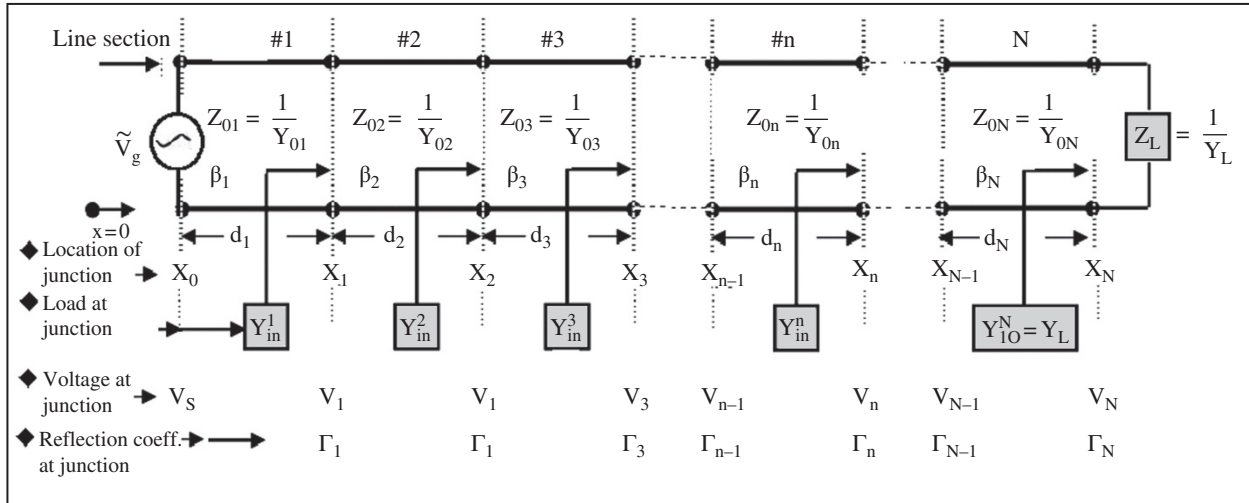 Line section #1 #2 #3 #n N
Z01 = 1/Y01 Z02 = 1/Y02 Z03 = 1/Y03 Z0n = 1/Y0n Z0N = 1/Y0N ZL = 1/YL
Ṽg
β1 β2 β3 βn βN
x=0
d1 d2 d3 dn dN
Location of
junction X0 X1 X2 X3 Xn–1 Xn XN–1 XN
Load at
junction Y1in Y2in Y3in Ynin YN1O = YL
Voltage at
junction VS V1 V1 V3 Vn–1 Vn VN–1 VN
Reflection coeff.
at junction Γ1 Γ1 Γ3 Γn–1 Γn ΓN–1 ΓN